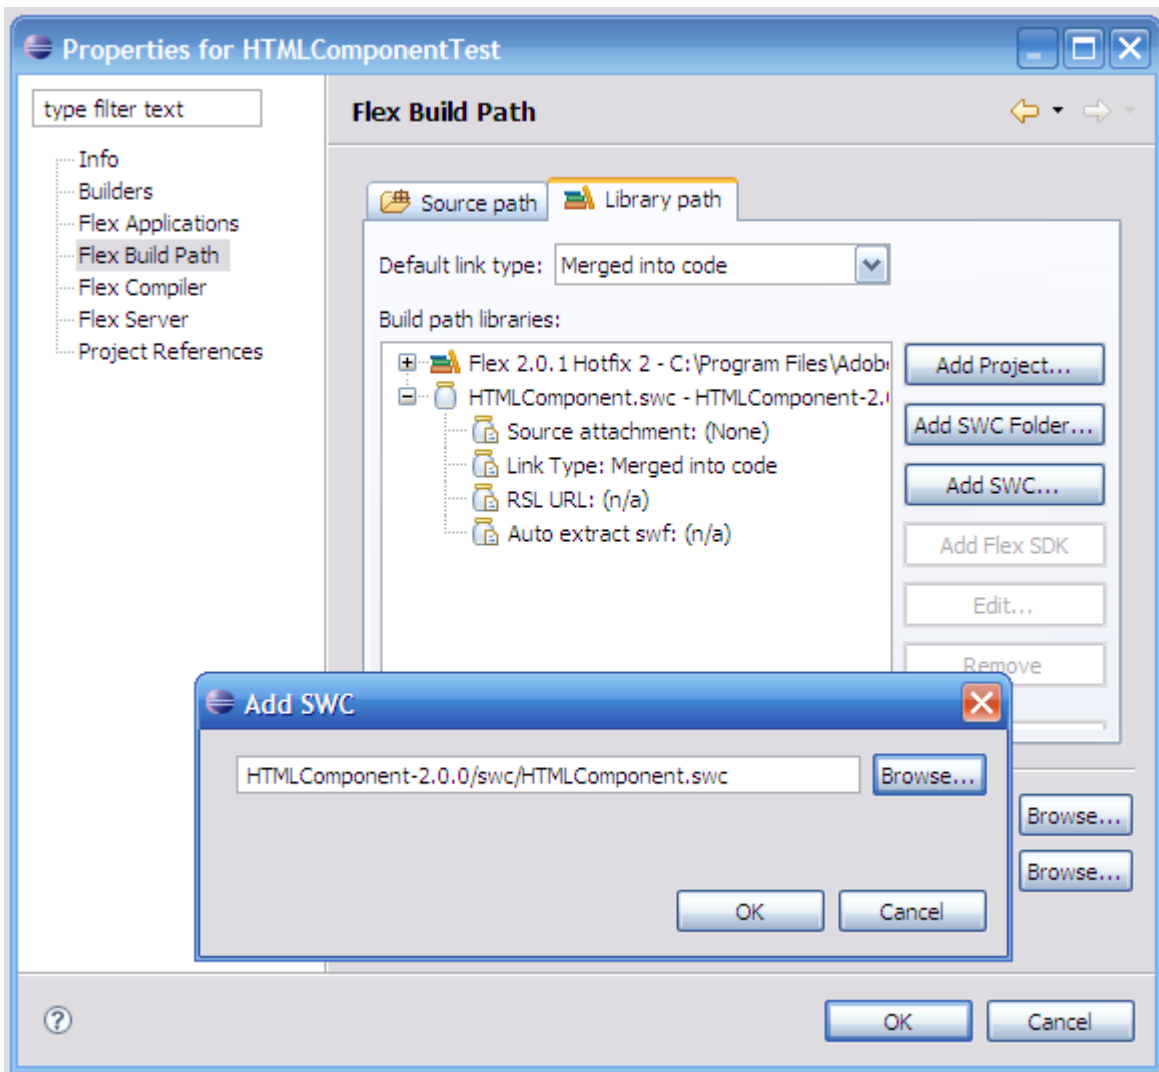 Properties for HTMLComponentTest
type filter text
Info
Builders
Flex Applications
Flex Build Path
Flex Compiler
Flex Server
Project References
Flex Build Path
Source path
Library path
Default link type: Merged into code
Build path libraries:
Flex 2.0.1 Hotfix 2 - C:\Program Files\Adob
HTMLComponent.swc - HTMLComponent-2.
Source attachment: (None)
Link Type: Merged into code
RSL URL: (n/a)
Auto extract swf: (n/a)
Add Project...
Add SWC Folder...
Add SWC...
Add Flex SDK
Edit...
Remove
Add SWC
HTMLComponent-2.0.0/swc/HTMLComponent.swc
Browse...
OK
Cancel
Browse...
Browse...
?
OK
Cancel